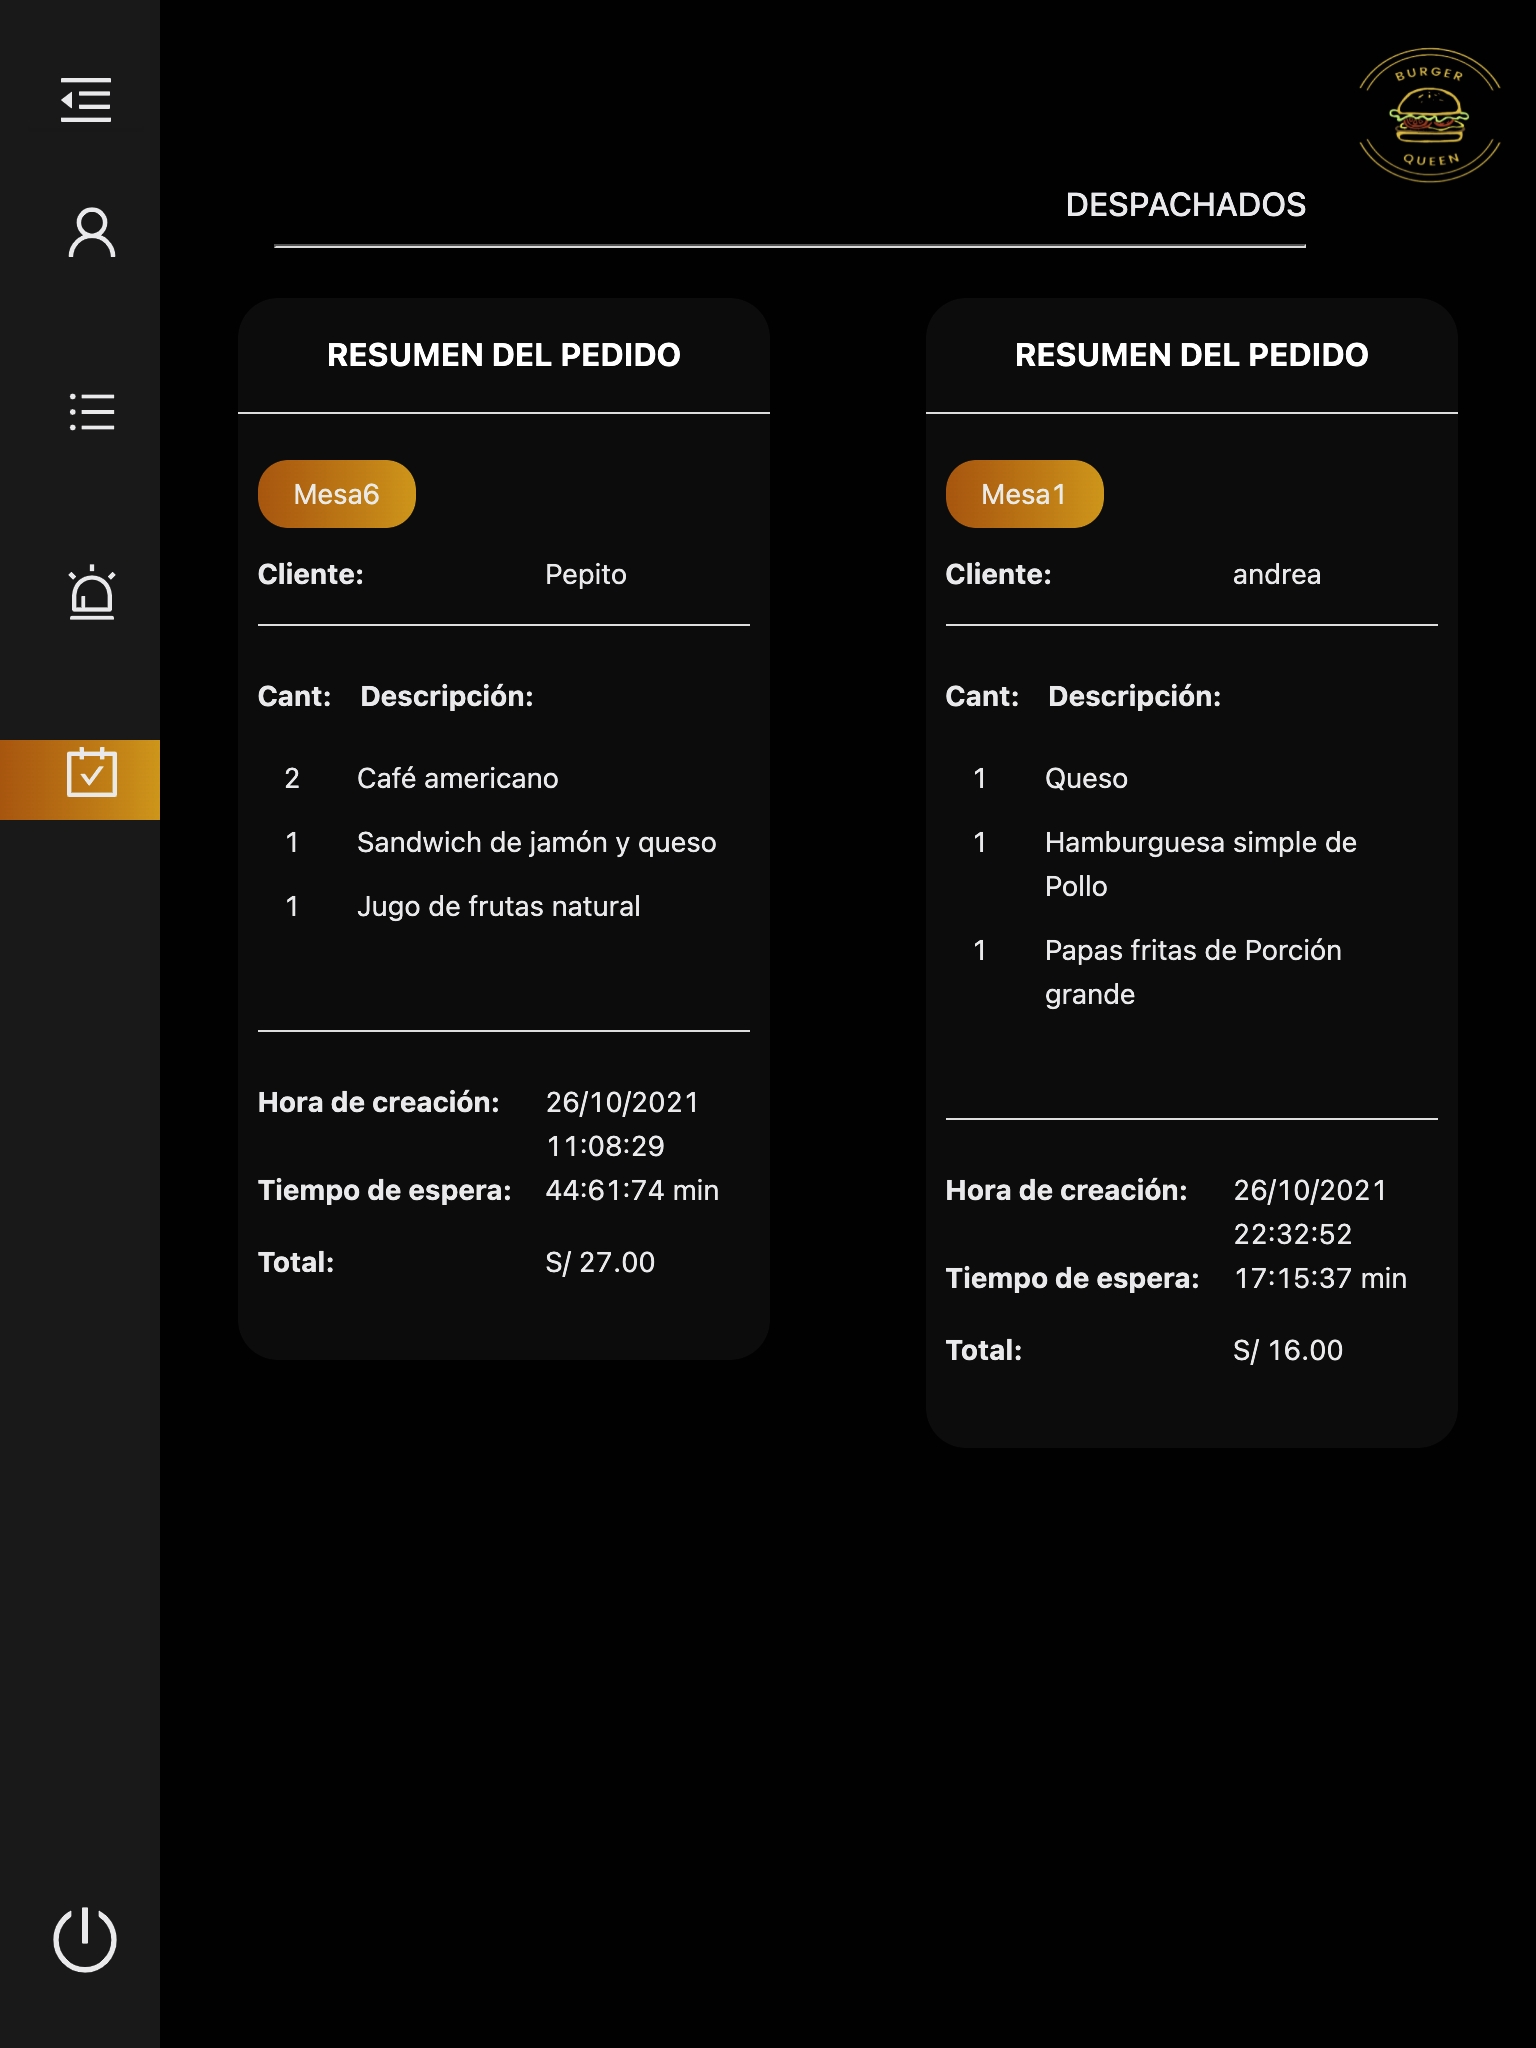 BURGER
QUEEN
DESPACHADOS
RESUMEN DEL PEDIDO
Mesa6
Cliente: Pepito
Cant: Descripción:
2 Café americano
1 Sandwich de jamón y queso
1 Jugo de frutas natural
Hora de creación: 26/10/2021
11:08:29
Tiempo de espera: 44:61:74 min
Total: S/ 27.00
RESUMEN DEL PEDIDO
Mesa1
Cliente: andrea
Cant: Descripción:
1 Queso
1 Hamburguesa simple de
Pollo
1 Papas fritas de Porción
grande
Hora de creación: 26/10/2021
22:32:52
Tiempo de espera: 17:15:37 min
Total: S/ 16.00